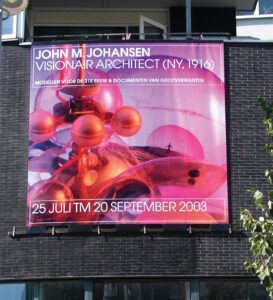 JOHN M. JOHANSEN
VISIONAIR ARCHITECT (NY, 1916)
MODELLEN VOOR DE 21E EEUW & DOCUMENTEN VAN GEESTVERWANTEN
25 JULI TM 20 SEPTEMBER 2003